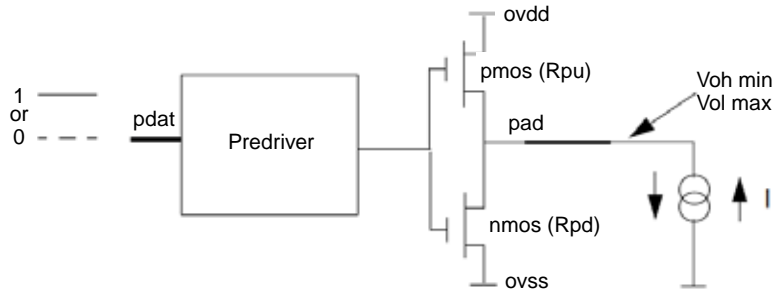 ovdd
pmos (Rpu)
Voh min
Vol max
1
or
0
pdat
Predriver
pad
I
nmos (Rpd)
ovss